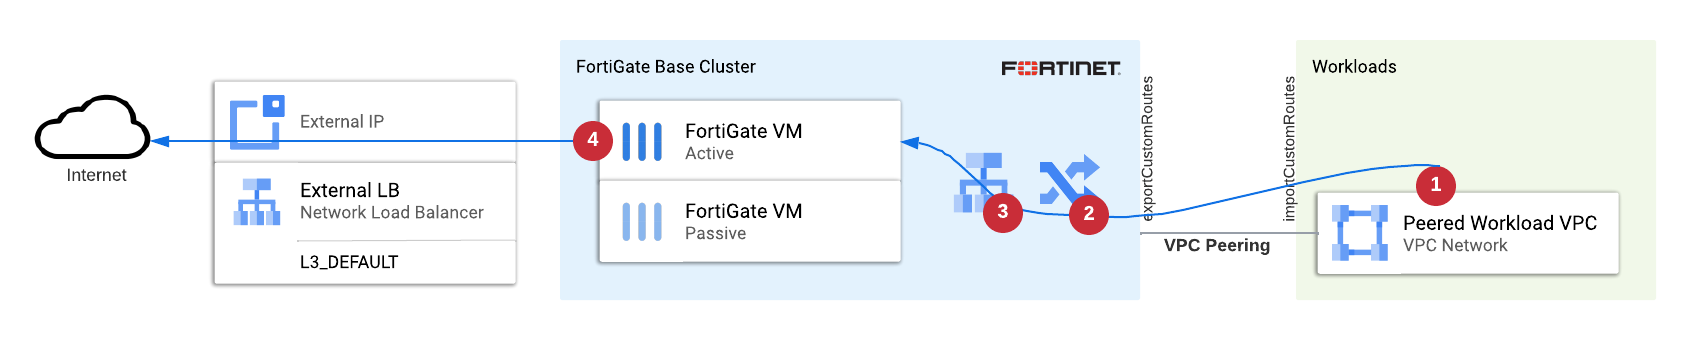 Internet
External IP
External LB
Network Load Balancer
L3_DEFAULT
FortiGate Base Cluster
FORTINET.
4
FortiGate VM
Active
FortiGate VM
Passive
3
2
exportCustomRoutes
VPC Peering
importCustomRoutes
Workloads
1
Peered Workload VPC
VPC Network